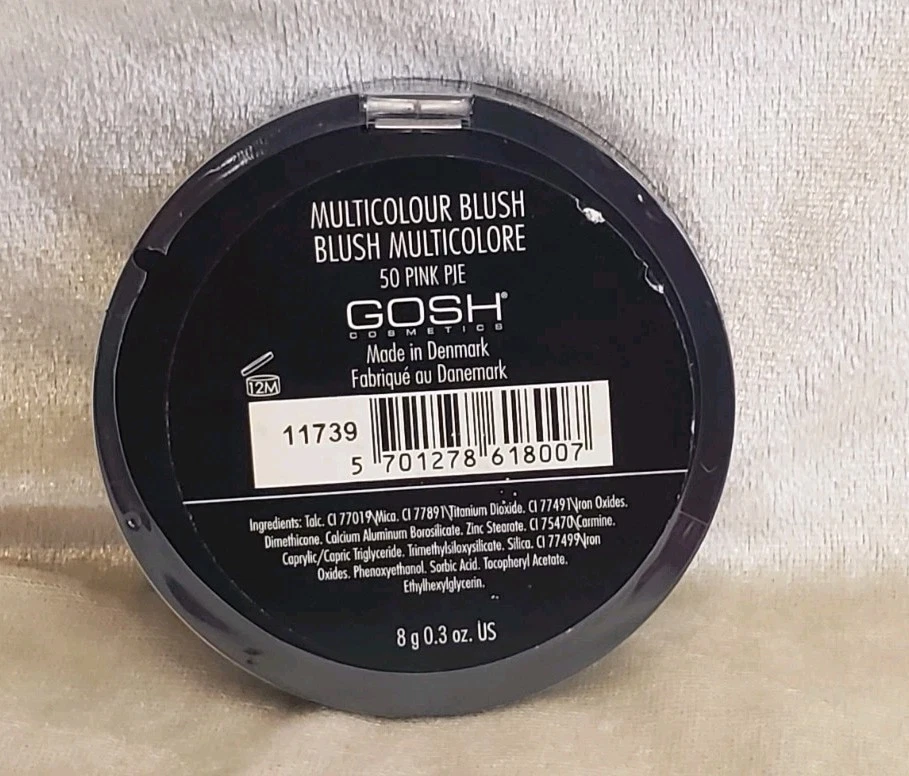 MULTICOLOUR BLUSH
BLUSH MULTICOLORE
50 PINK PIE
GOSH®
COSMETICS
Made in Denmark
Fabriqué au Danemark
12M
11739
5 701278 618007
Ingredients: Talc. CI 77019\Mica. CI 77891\Titanium Dioxide. CI 77491\Iron Oxides.
Dimethicone. Calcium Aluminum Borosilicate. Zinc Stearate. CI 75470\Carmine.
Caprylic/Capric Triglyceride. Trimethylsiloxysilicate. Silica. CI 77499\Iron
Oxides. Phenoxyethanol. Sorbic Acid. Tocopheryl Acetate.
Ethylhexylglycerin.
8 g 0.3 oz. US